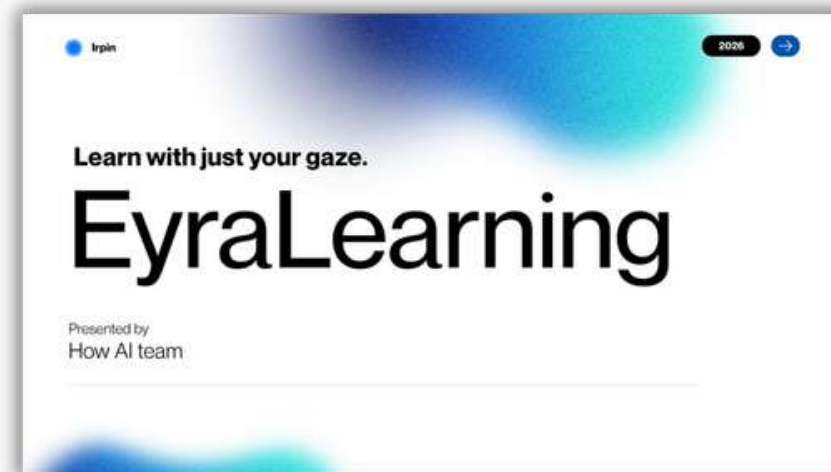 Irpin
2026
Learn with just your gaze.
EyraLearning
Presented by
How AI team